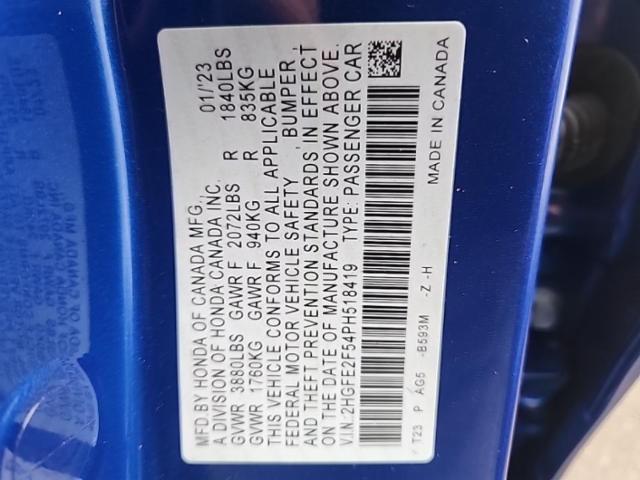 MFD BY HONDA OF CANADA MFG., 01/'23
A DIVISION OF HONDA CANADA INC.
GVWR 3880LBS GAWR F 2072LBS R 1840LBS
GVWR 1760KG GAWR F 940KG R 835KG
THIS VEHICLE CONFORMS TO ALL APPLICABLE
FEDERAL MOTOR VEHICLE SAFETY , BUMPER ,
AND THEFT PREVENTION STANDARDS IN EFFECT
ON THE DATE OF MANUFACTURE SHOWN ABOVE.
V.I.N.:2HGFE2F54PH518419 TYPE: PASSENGER CAR
T23 P AG5 -B593M -Z -H MADE IN CANADA